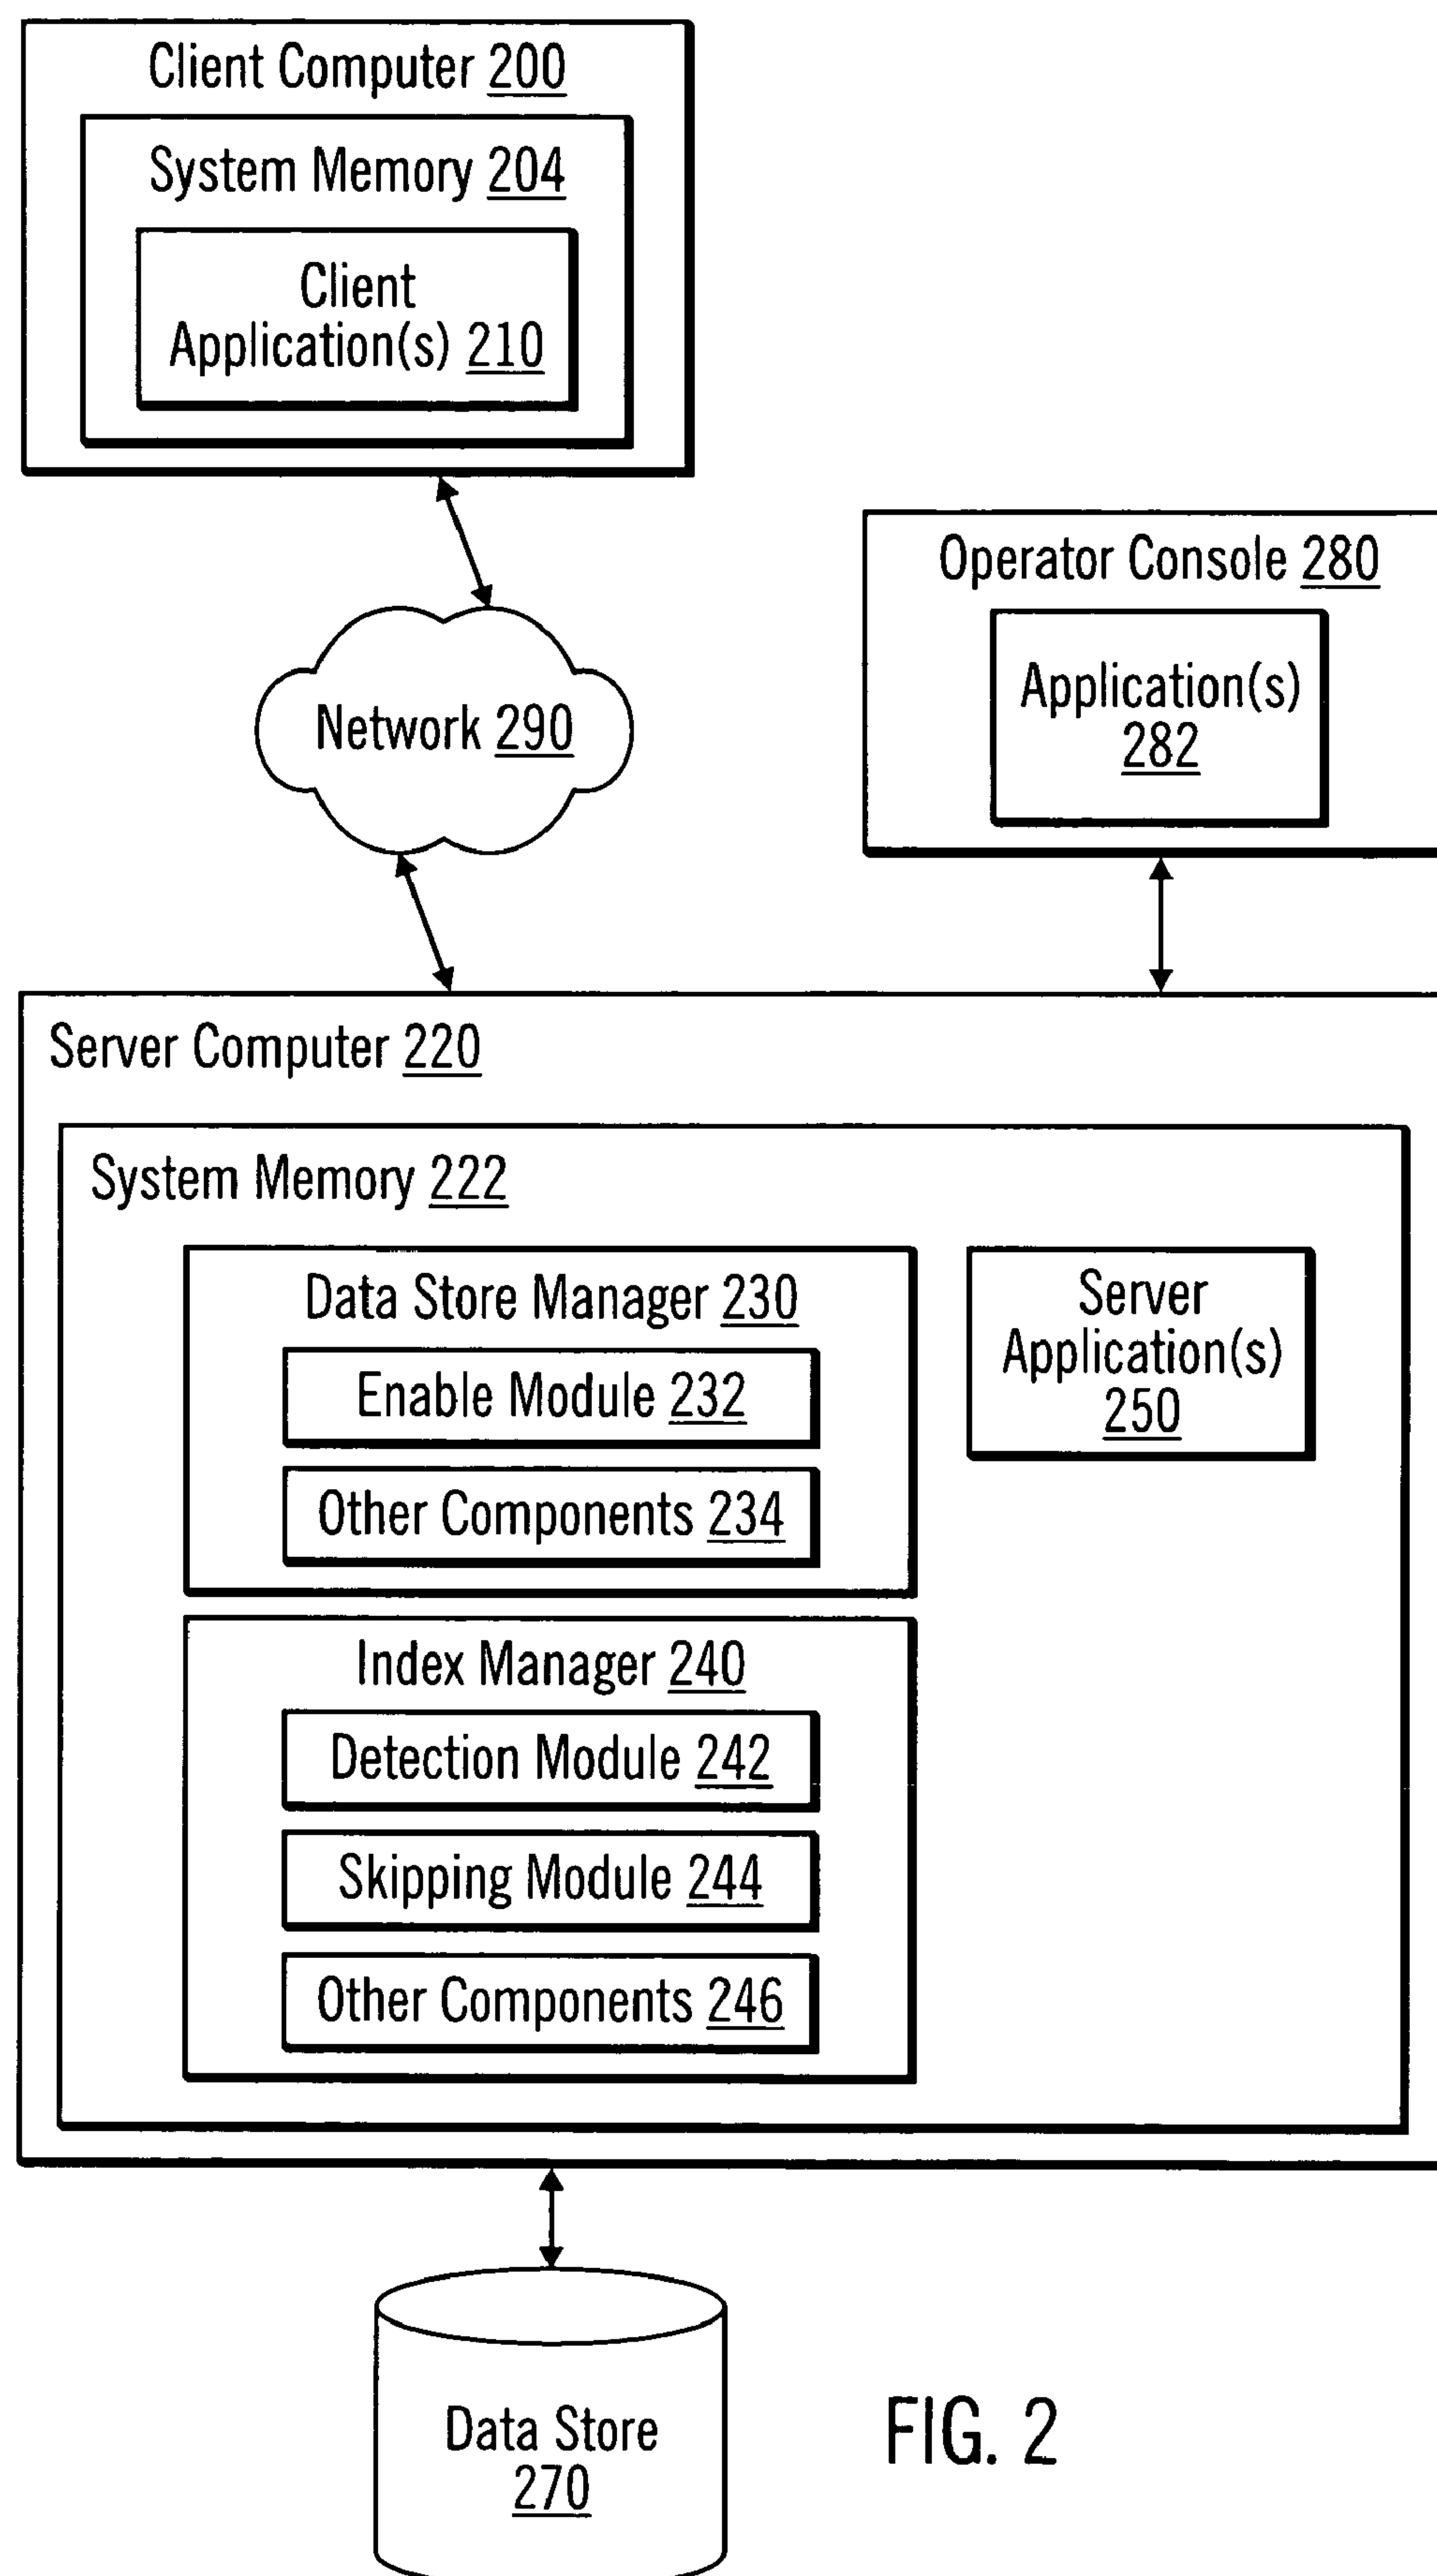 Client Computer 200
System Memory 204
Client
Application(s) 210
Operator Console 280
Application(s)
282
Network 290
Server Computer 220
System Memory 222
Data Store Manager 230
Enable Module 232
Other Components 234
Server
Application(s)
250
Index Manager 240
Detection Module 242
Skipping Module 244
Other Components 246
Data Store
270
FIG. 2